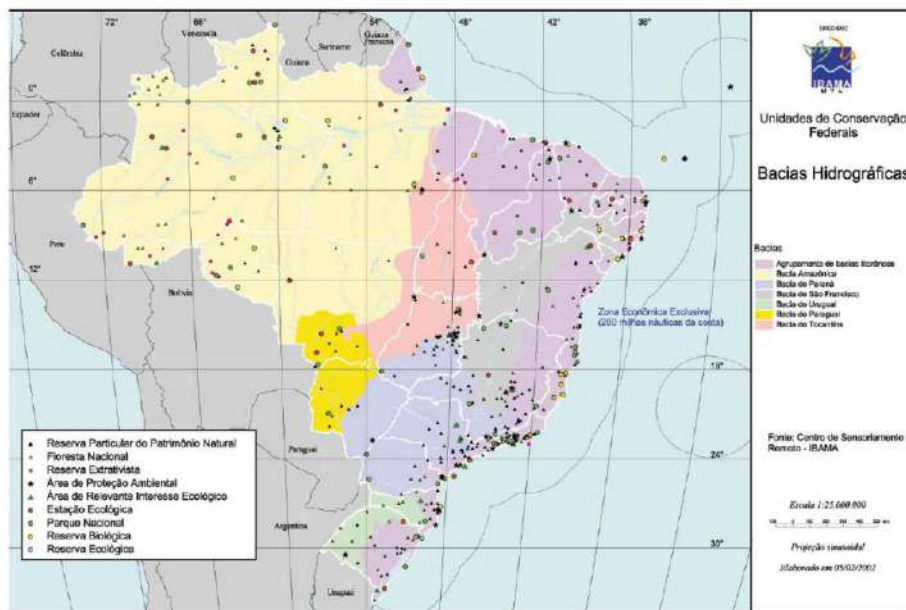 72°
66°
54°
48°
42°
36°
Venezuela
Colômbia
Guiana
Suriname
Guiana
Francesa
0°
Equador
6°
Peru
12°
Bolívia
18°
Paraguai
24°
Argentina
30°
Uruguai
Zona Econômica Exclusiva
(200 milhas náuticas da costa)
Reserva Particular do Patrimônio Natural
Floresta Nacional
Reserva Extrativista
Área de Proteção Ambiental
Área de Relevante Interesse Ecológico
Estação Ecológica
Parque Nacional
Reserva Biológica
Reserva Ecológica
IBAMA
M M A
Unidades de Conservação
Federais
Bacias Hidrográficas
Bacias
Agrupamento de bacias litorâneas
Bacia Amazônica
Bacia do Paraná
Bacia do São Francisco
Bacia do Uruguai
Bacia do Paraguai
Bacia do Tocantins
Fonte: Centro de Sensoriamento
Remoto - IBAMA
Escala 1:25.000.000
Projeção sinusoidal
Elaborado em 05/02/2002